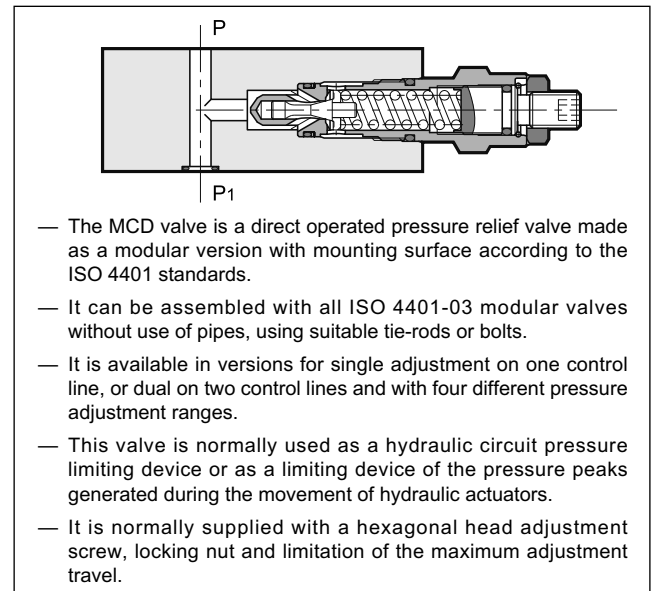 P
P1
— The MCD valve is a direct operated pressure relief valve made
as a modular version with mounting surface according to the
ISO 4401 standards.
— It can be assembled with all ISO 4401-03 modular valves
without use of pipes, using suitable tie-rods or bolts.
— It is available in versions for single adjustment on one control
line, or dual on two control lines and with four different pressure
adjustment ranges.
— This valve is normally used as a hydraulic circuit pressure
limiting device or as a limiting device of the pressure peaks
generated during the movement of hydraulic actuators.
— It is normally supplied with a hexagonal head adjustment
screw, locking nut and limitation of the maximum adjustment
travel.